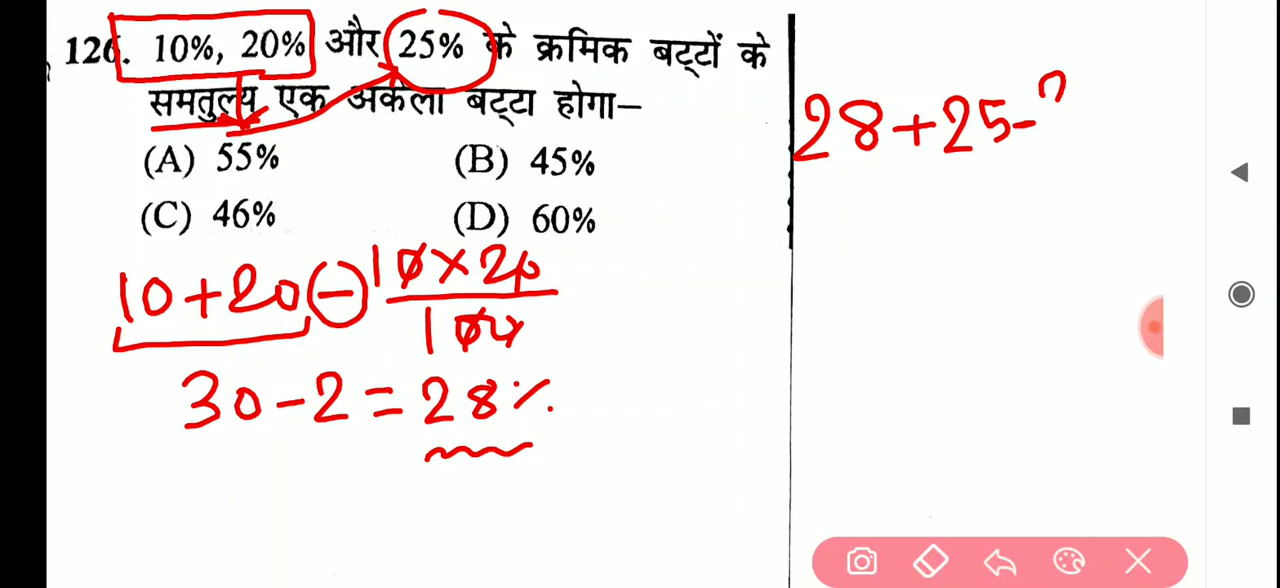 126. 10%, 20% और 25% के क्रमिक बट्टों के
समतुल्य एक अकेला बट्टा होगा–
(A) 55% (B) 45%
(C) 46% (D) 60%
10+20-10×20
100
30-2=28%
28+25-2